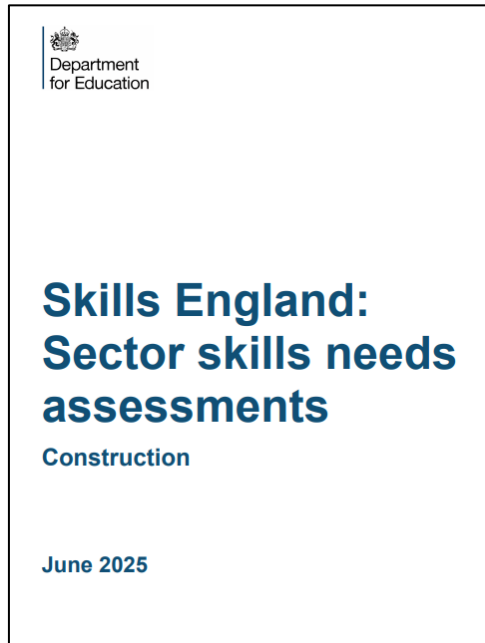 Department
for Education
Skills England:
Sector skills needs
assessments
Construction
June 2025